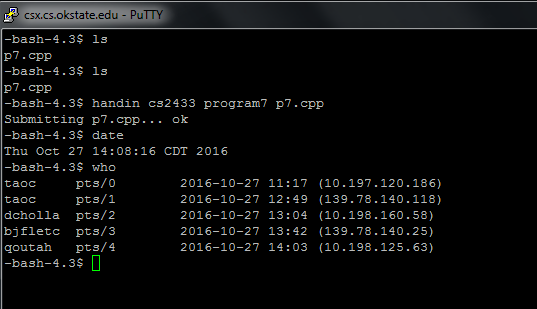 csx.cs.okstate.edu - PuTTY
-bash-4.3$ ls
p7.cpp
-bash-4.3$ ls
p7.cpp
-bash-4.3$ handin cs2433 program7 p7.cpp
Submitting p7.cpp... ok
-bash-4.3$ date
Thu Oct 27 14:08:16 CDT 2016
-bash-4.3$ who
taoc     pts/0        2016-10-27 11:17 (10.197.120.186)
taoc     pts/1        2016-10-27 12:49 (139.78.140.118)
dcholla  pts/2        2016-10-27 13:04 (10.198.160.58)
bjfletc  pts/3        2016-10-27 13:42 (139.78.140.25)
qoutah   pts/4        2016-10-27 14:03 (10.198.125.63)
-bash-4.3$